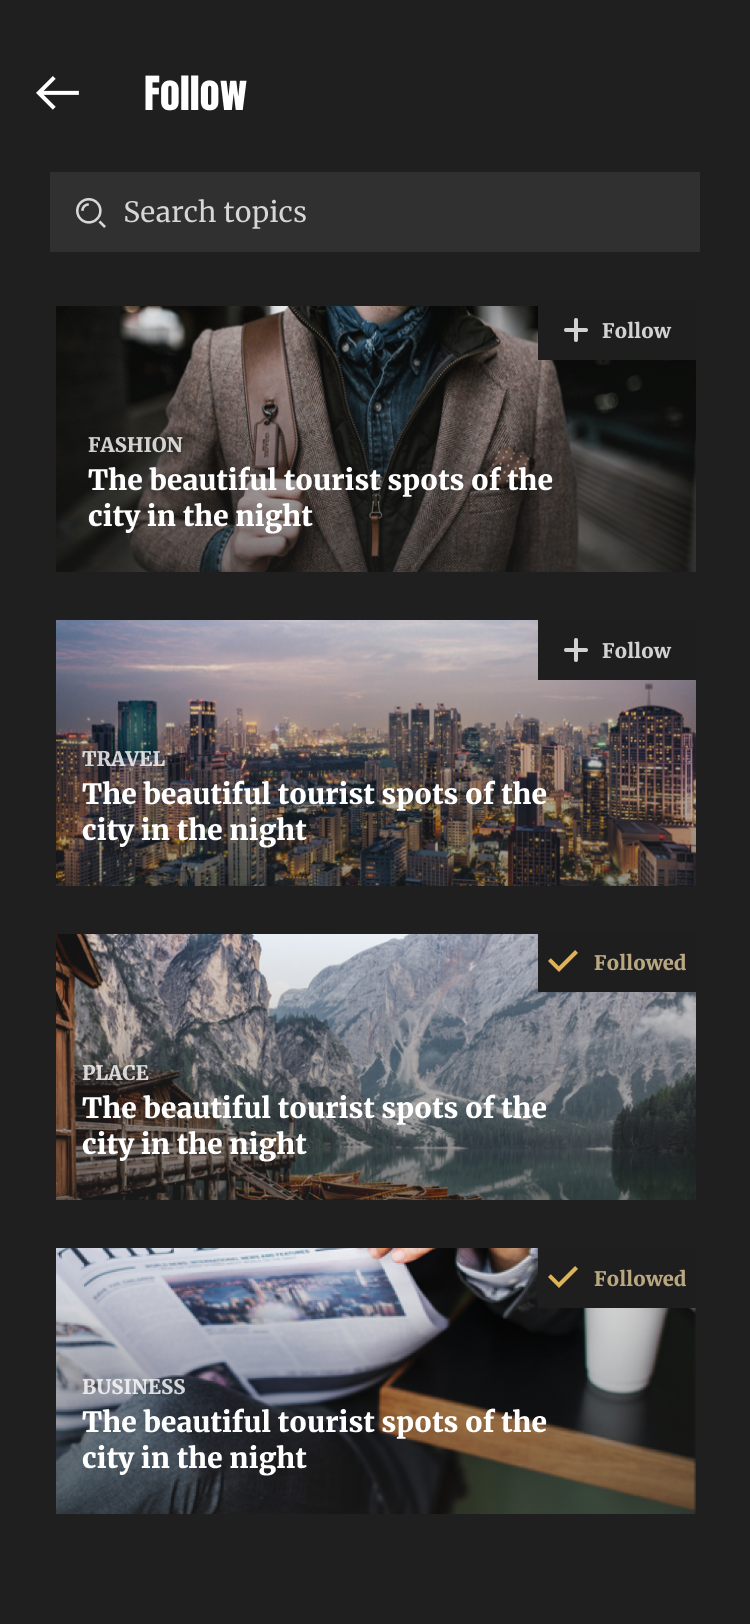 Follow
Search topics
Follow
FASHION
The beautiful tourist spots of the
city in the night
Follow
TRAVEL
The beautiful tourist spots of the
city in the night
Followed
PLACE
The beautiful tourist spots of the
city in the night
Followed
BUSINESS
The beautiful tourist spots of the
city in the night